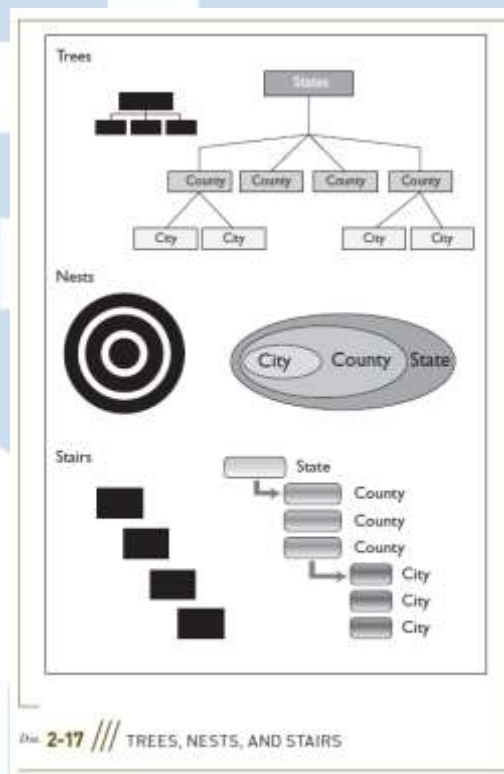 Trees
States
County County County County
City City City City
Nests
City County State
Stairs
State
County
County
County
City
City
City
2-17 /// TREES, NESTS, AND STAIRS